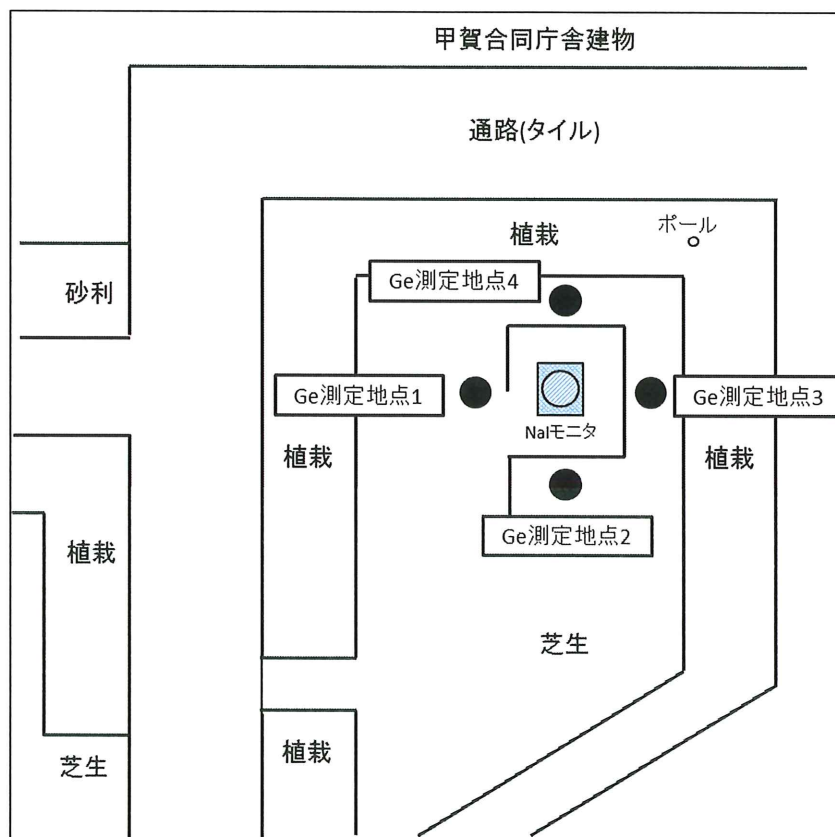 甲賀合同庁舎建物
通路(タイル)
植栽
ポール
砂利
Ge測定地点4
Ge測定地点1
Ge測定地点3
NaIモニタ
植栽
植栽
植栽
Ge測定地点2
芝生
植栽
芝生